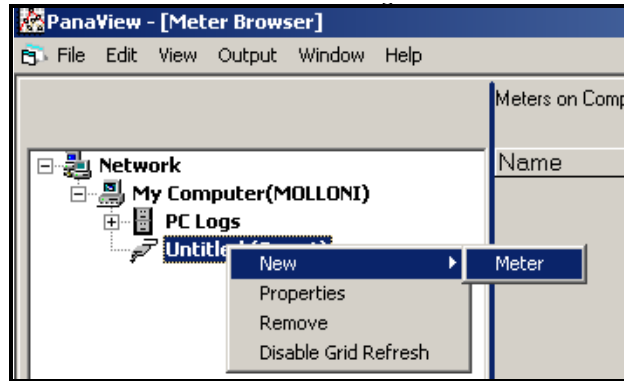 PanaView - [Meter Browser]
File Edit View Output Window Help
Meters on Comp
Name
Network
My Computer(MOLLONI)
PC Logs
Untitled
New
Meter
Properties
Remove
Disable Grid Refresh